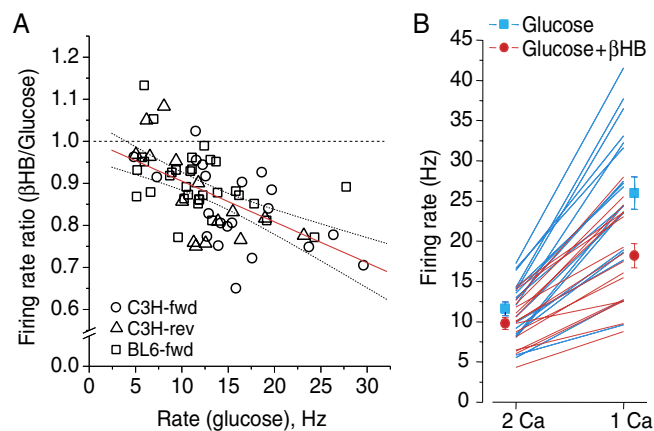 A
Firing rate ratio (βHB/Glucose)
1.2
1.1
1.0
0.9
0.8
0.7
0.6
0.0
C3H-fwd
C3H-rev
BL6-fwd
0 5 10 15 20 25 30
Rate (glucose), Hz
B
Glucose
Glucose+βHB
Firing rate (Hz)
45
40
35
30
25
20
15
10
5
0
2 Ca 1 Ca